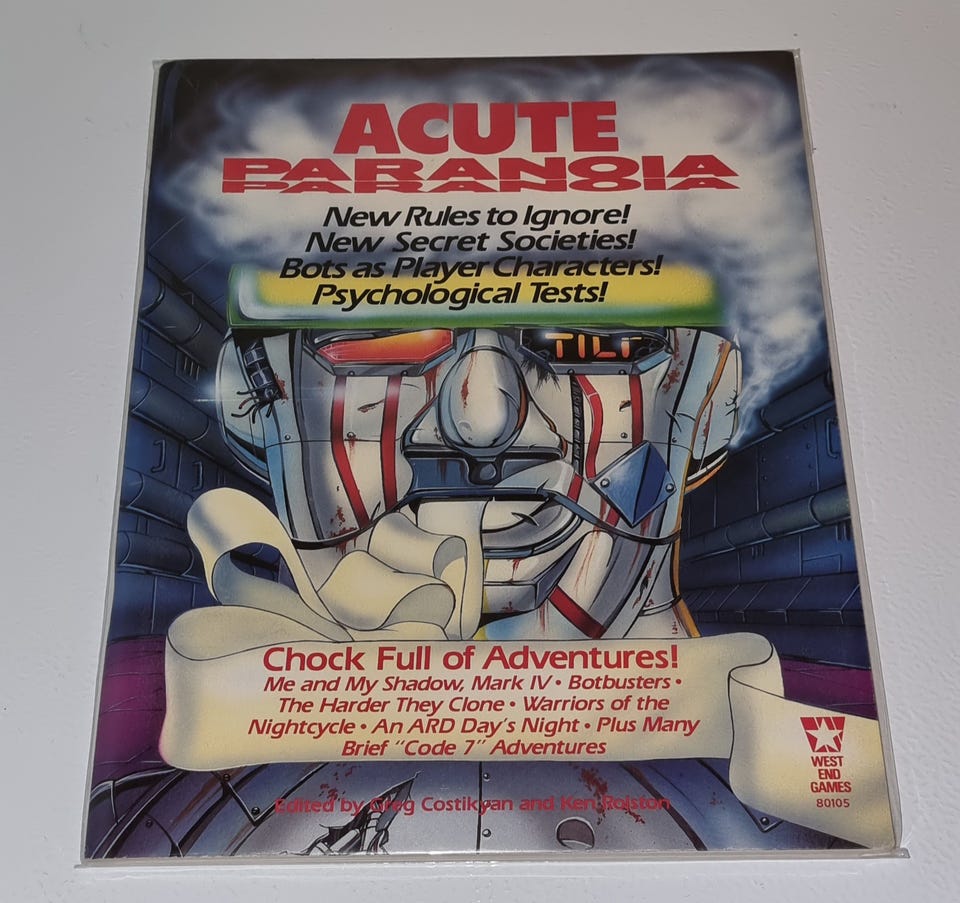 ACUTE
PARANOIA
New Rules to Ignore!
New Secret Societies!
Bots as Player Characters!
Psychological Tests!
TILT
Chock Full of Adventures!
Me and My Shadow, Mark IV • Botbusters •
The Harder They Clone • Warriors of the
Nightcycle • An ARD Day's Night • Plus Many
Brief "Code 7" Adventures
WEST
END
GAMES
80105
Edited by Greg Costikyan and Ken Rolston